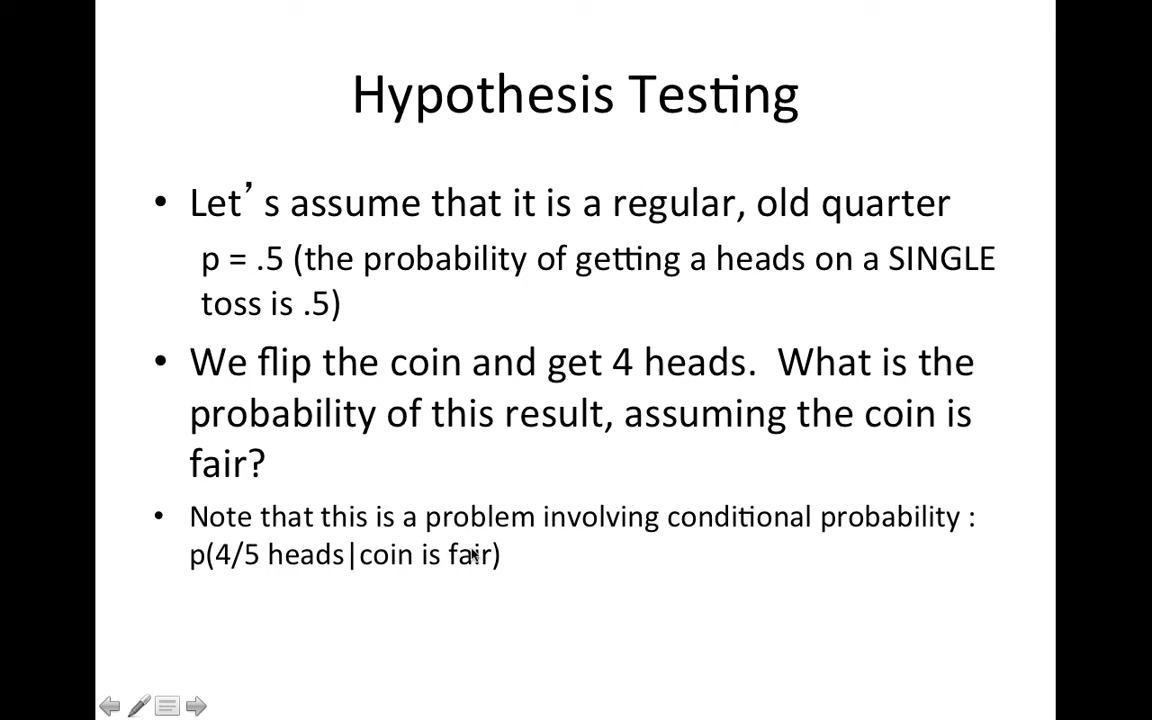 Hypothesis Testing
• Let’s assume that it is a regular, old quarter
p = .5 (the probability of getting a heads on a SINGLE
toss is .5)
• We flip the coin and get 4 heads.  What is the
probability of this result, assuming the coin is
fair?
• Note that this is a problem involving conditional probability :
p(4/5 heads|coin is fair)